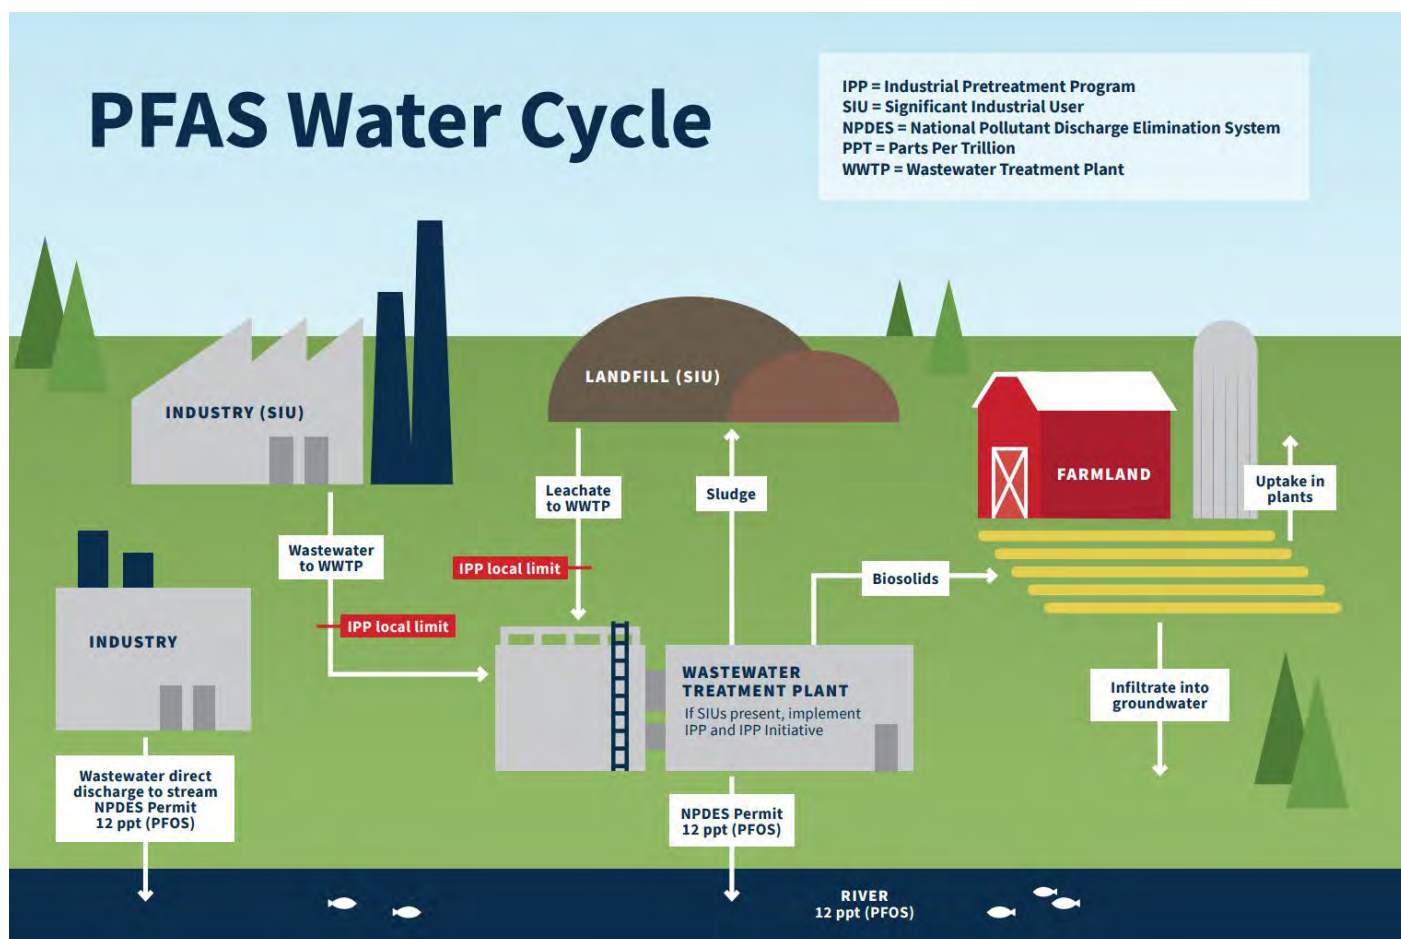 PFAS Water Cycle
IPP = Industrial Pretreatment Program
SIU = Significant Industrial User
NPDES = National Pollutant Discharge Elimination System
PPT = Parts Per Trillion
WWTP = Wastewater Treatment Plant
INDUSTRY (SIU)
LANDFILL (SIU)
FARMLAND
Uptake in
plants
Leachate
to WWTP
Sludge
Wastewater
to WWTP
IPP local limit
Biosolids
IPP local limit
INDUSTRY
WASTEWATER
TREATMENT PLANT
If SIUs present, implement
IPP and IPP Initiative
Infiltrate into
groundwater
Wastewater direct
discharge to stream
NPDES Permit
12 ppt (PFOS)
NPDES Permit
12 ppt (PFOS)
RIVER
12 ppt (PFOS)